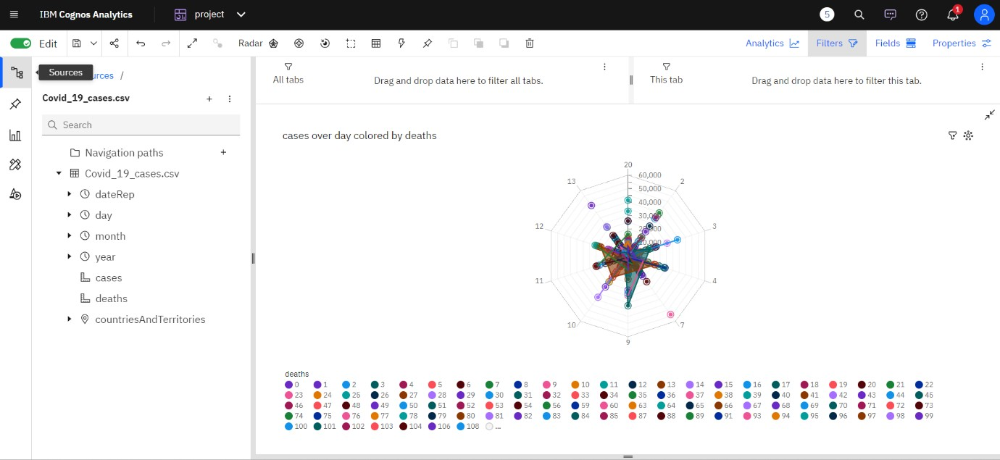 IBM Cognos Analytics project 5 1
Edit Radar Analytics Filters Fields Properties
Sources urces /
All tabs Drag and drop data here to filter all tabs. This tab Drag and drop data here to filter this tab.
Covid_19_cases.csv
Search
Navigation paths
Covid_19_cases.csv
dateRep
day
month
year
cases
deaths
countriesAndTerritories
cases over day colored by deaths
20
60,000
13 50,000 2
40,000
30,000
12 3
11 4
10 7
9
deaths
0 1 2 3 4 5 6 7 8 9 10 11 12 13 14 15 16 17 18 19 20 21 22
23 24 25 26 27 28 29 30 31 32 33 34 35 36 37 38 39 40 41 42 43 44 45
46 47 48 49 50 51 52 53 54 56 59 60 63 64 65 66 67 68 69 70 71 72 73
74 75 76 77 78 79 80 81 82 83 84 85 87 88 89 91 93 94 95 96 97 98 99
100 101 102 103 104 106 108 ...